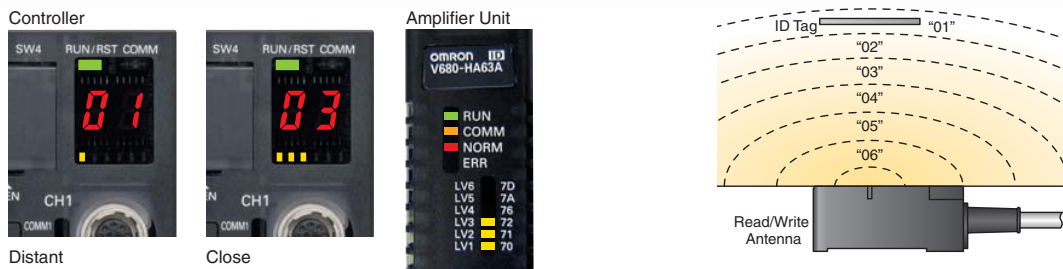 Controller
SW4 RUN/RST COMM
01
EN CH1
COMM1
Distant
SW4 RUN/RST COMM
03
EN CH1
COMM1
Close
Amplifier Unit
OMRON ID
V680-HA63A
RUN
COMM
NORM
ERR
LV6 7D
LV5 7A
LV4 76
LV3 72
LV2 71
LV1 70
ID Tag "01"
"02"
"03"
"04"
"05"
"06"
Read/Write
Antenna